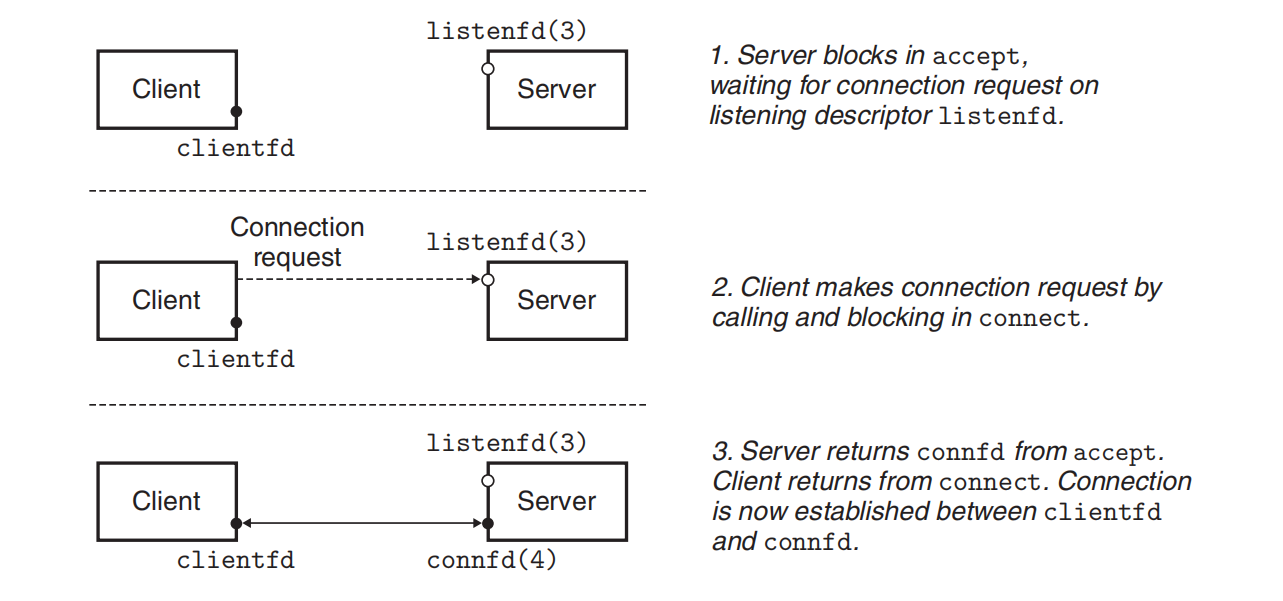 listenfd(3)
Client
Server
clientfd
1. Server blocks in accept,
waiting for connection request on
listening descriptor listenfd.
Connection
request
listenfd(3)
Client
Server
clientfd
2. Client makes connection request by
calling and blocking in connect.
listenfd(3)
Client
Server
clientfd
connfd(4)
3. Server returns connfd from accept.
Client returns from connect. Connection
is now established between clientfd
and connfd.